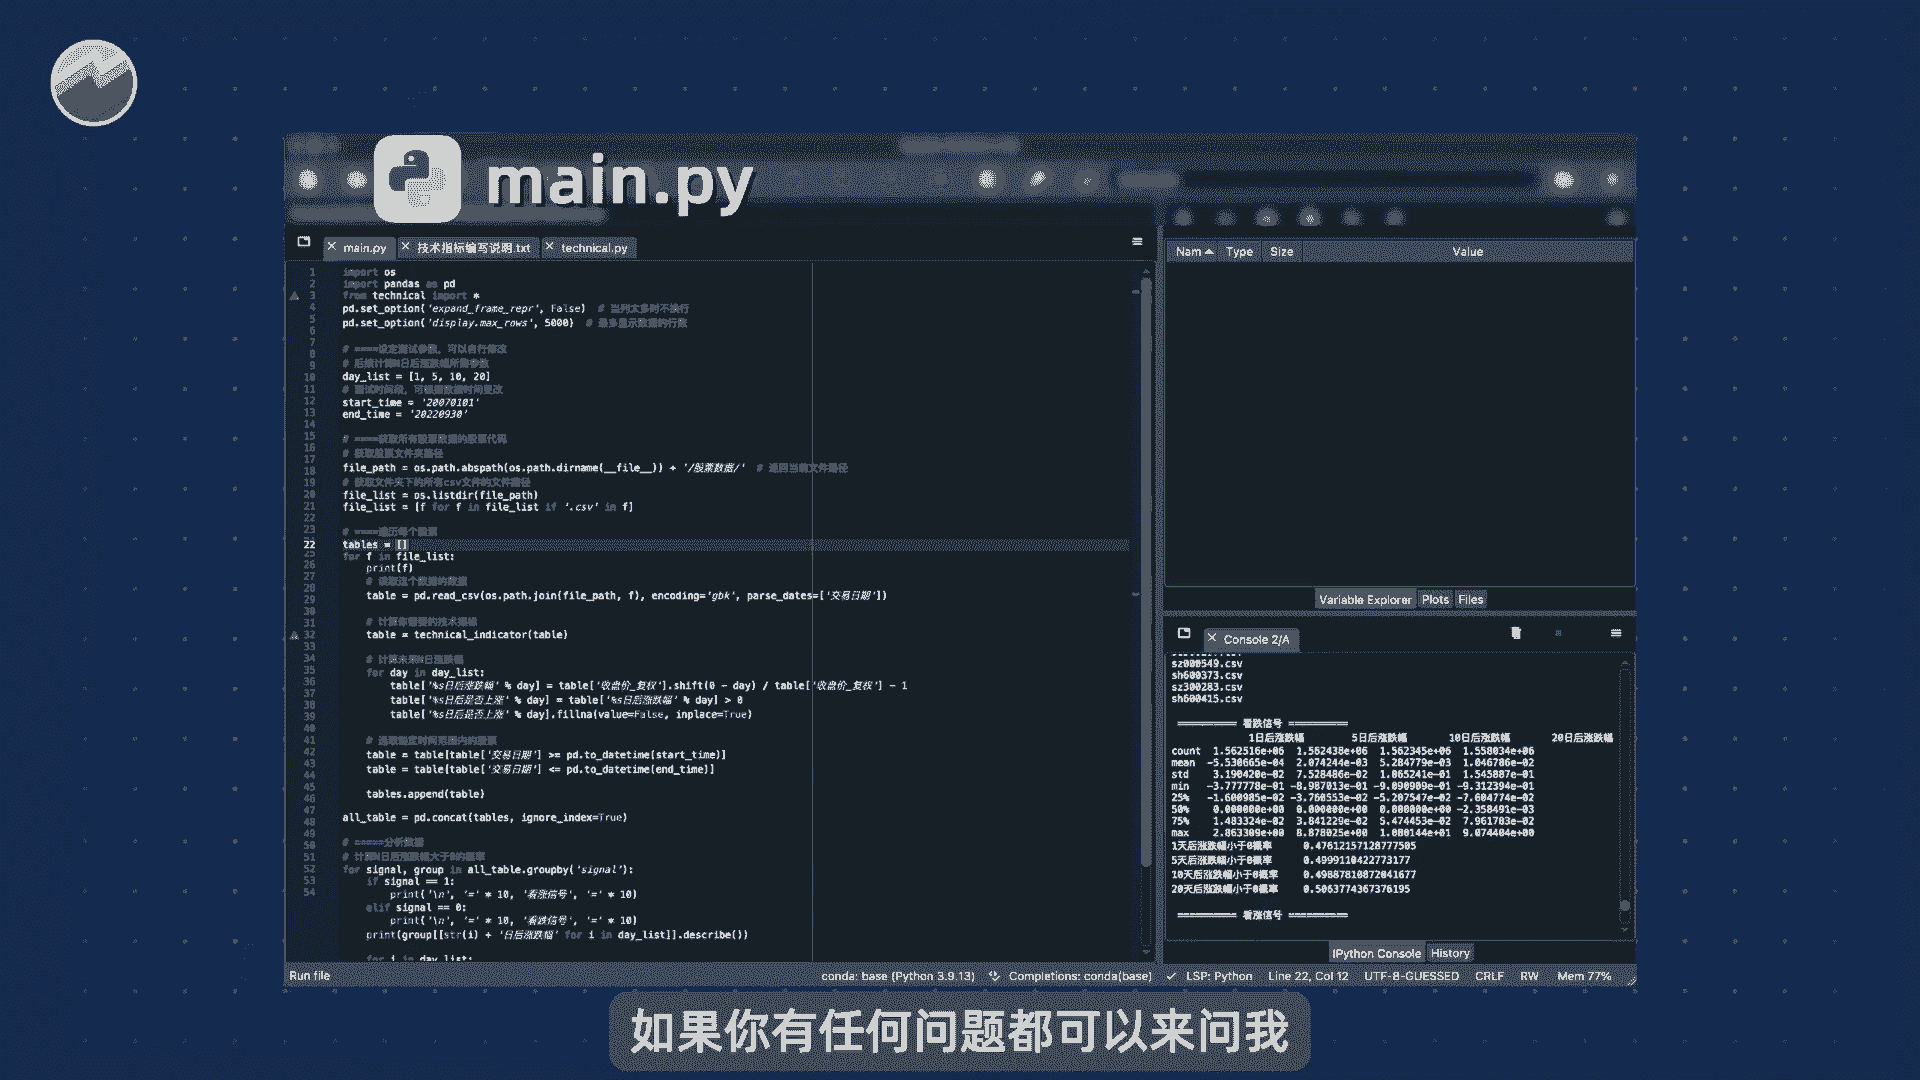 main.py
main.py
技术指标编写说明.txt
technical.py
import os
import pandas as pd
from technical import *
pd.set_option('expand_frame_repr', False)  # 当列太多时不换行
pd.set_option('display.max_rows', 5000)  # 最多显示数据的行数
# ====设定测试参数，可以自行修改
# 后续计算N日后涨跌幅所需参数
day_list = [1, 5, 10, 20]
# 测试时间段，可根据数据时间更改
start_time = '20070101'
end_time = '20220930'
# ====获取所有股票数据的股票代码
# 获取股票文件夹路径
file_path = os.path.abspath(os.path.dirname(__file__)) + '/股票数据/'  # 返回当前文件路径
# 获取文件夹下的所有csv文件的文件路径
file_list = os.listdir(file_path)
file_list = [f for f in file_list if '.csv' in f]
# ====遍历每个股票
tables = []
for f in file_list:
print(f)
# 读取这个数据的数据
table = pd.read_csv(os.path.join(file_path, f), encoding='gbk', parse_dates=['交易日期'])
# 计算你需要的技术指标
table = technical_indicator(table)
# 计算未来N日涨跌幅
for day in day_list:
table['%s日后涨跌幅' % day] = table['收盘价_复权'].shift(0 - day) / table['收盘价_复权'] - 1
table['%s日后是否上涨' % day] = table['%s日后涨跌幅' % day] > 0
table['%s日后是否上涨' % day].fillna(value=False, inplace=True)
# 选取指定时间范围内的股票
table = table[table['交易日期'] >= pd.to_datetime(start_time)]
table = table[table['交易日期'] <= pd.to_datetime(end_time)]
tables.append(table)
all_table = pd.concat(tables, ignore_index=True)
# =====分析数据
# 计算N日后涨跌幅大于0的概率
for signal, group in all_table.groupby('signal'):
if signal == 1:
print('\n', '=' * 10, '看涨信号', '=' * 10)
elif signal == 0:
print('\n', '=' * 10, '看跌信号', '=' * 10)
print(group[[str(i) + '日后涨跌幅' for i in day_list]].describe())
for i in day_list:
Nam Type Size Value
Variable Explorer Plots Files
Console 2/A
sz000549.csv
sh600373.csv
sz300283.csv
sh600415.csv
========== 看跌信号 ==========
1日后涨跌幅 5日后涨跌幅 10日后涨跌幅 20日后涨跌幅
count 1.562516e+06 1.562438e+06 1.562345e+06 1.558034e+06
mean -5.530665e-04 2.074244e-03 5.284779e-03 1.046786e-02
std 3.190420e-02 7.528486e-02 1.065241e-01 1.545887e-01
min -3.777778e-01 -8.987013e-01 -9.090909e-01 -9.312394e-01
25% -1.600985e-02 -3.760553e-02 -5.207547e-02 -7.604774e-02
50% 0.000000e+00 0.000000e+00 0.000000e+00 -2.358491e-03
75% 1.483324e-02 3.841229e-02 5.474453e-02 7.961783e-02
max 2.863309e+00 8.878025e+00 1.080144e+01 9.074404e+00
1天后涨跌幅小于0概率 0.47612157128777505
5天后涨跌幅小于0概率 0.4999110422773177
10天后涨跌幅小于0概率 0.49887810872041677
20天后涨跌幅小于0概率 0.5063774367376195
========== 看涨信号 ==========
IPython Console History
Run file
conda: base (Python 3.9.13) Completions: conda(base) LSP: Python Line 22, Col 12 UTF-8-GUESSED CRLF RW Mem 77%
如果你有任何问题都可以来问我